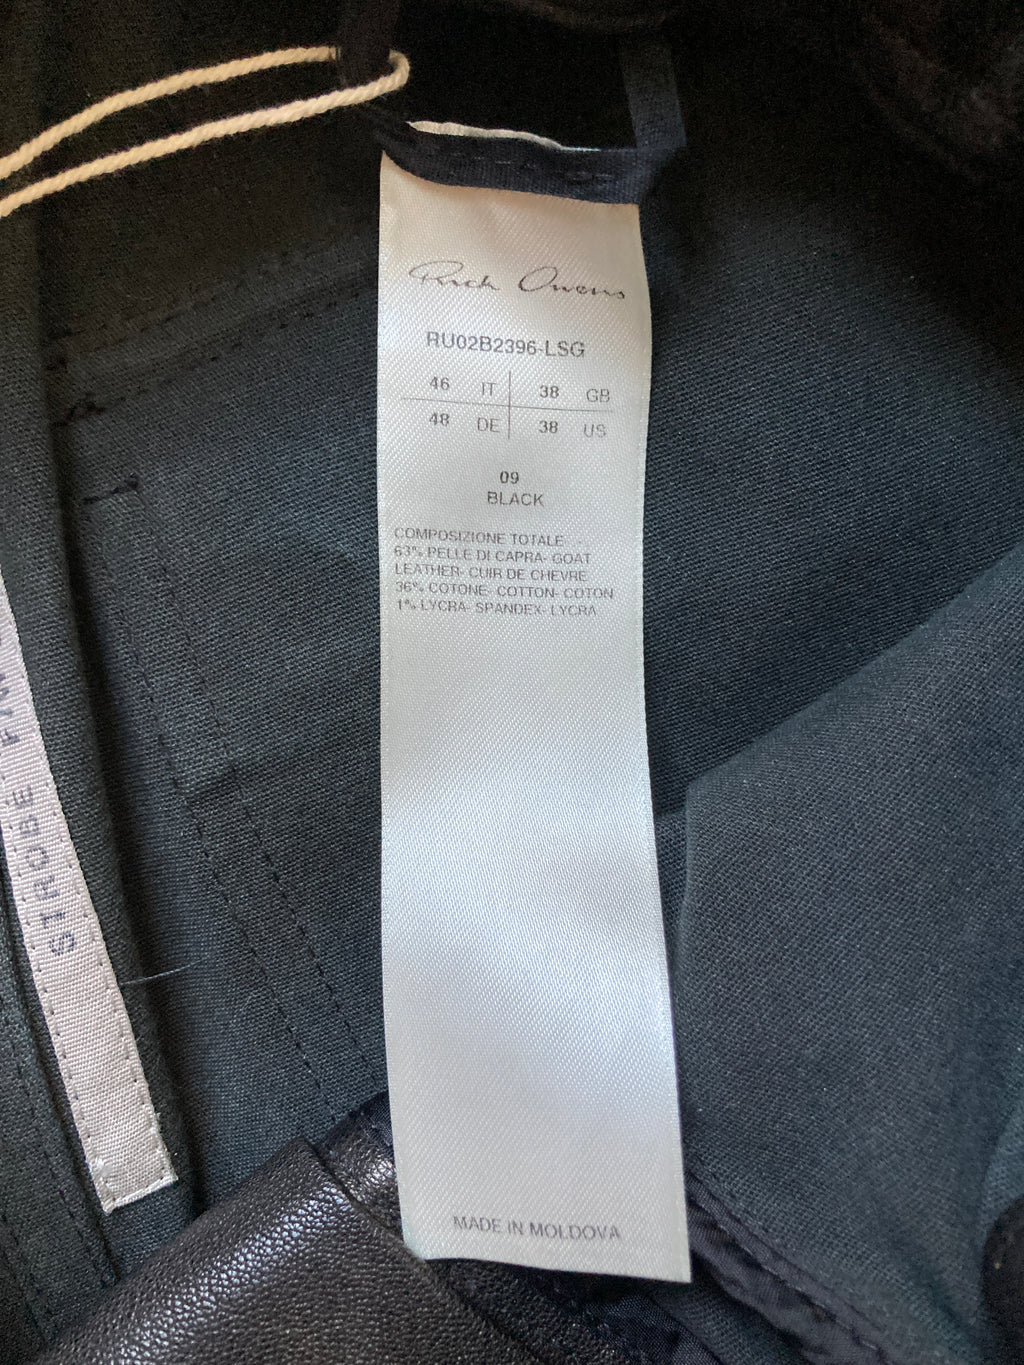 Rick Owens
RU02B2396-LSG
46 IT 38 GB
48 DE 38 US
09
BLACK
COMPOSIZIONE TOTALE
63% PELLE DI CAPRA- GOAT
LEATHER- CUIR DE CHEVRE
36% COTONE- COTTON- COTON
1% LYCRA- SPANDEX- LYCRA
MADE IN MOLDOVA
STROBE